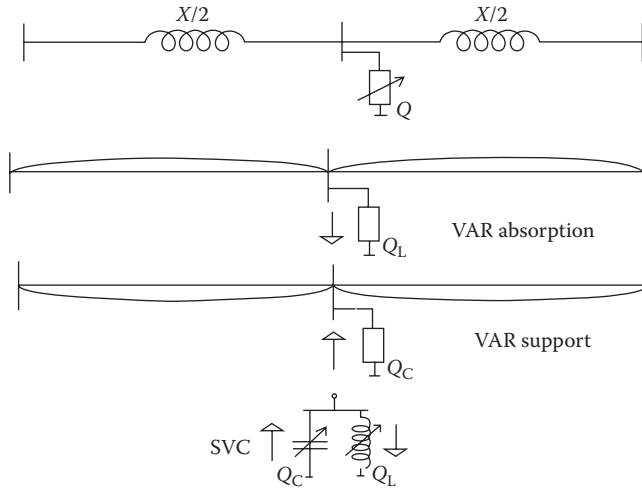 X/2
X/2
Q
Q_L
VAR absorption
Q_C
VAR support
SVC
Q_C
Q_L